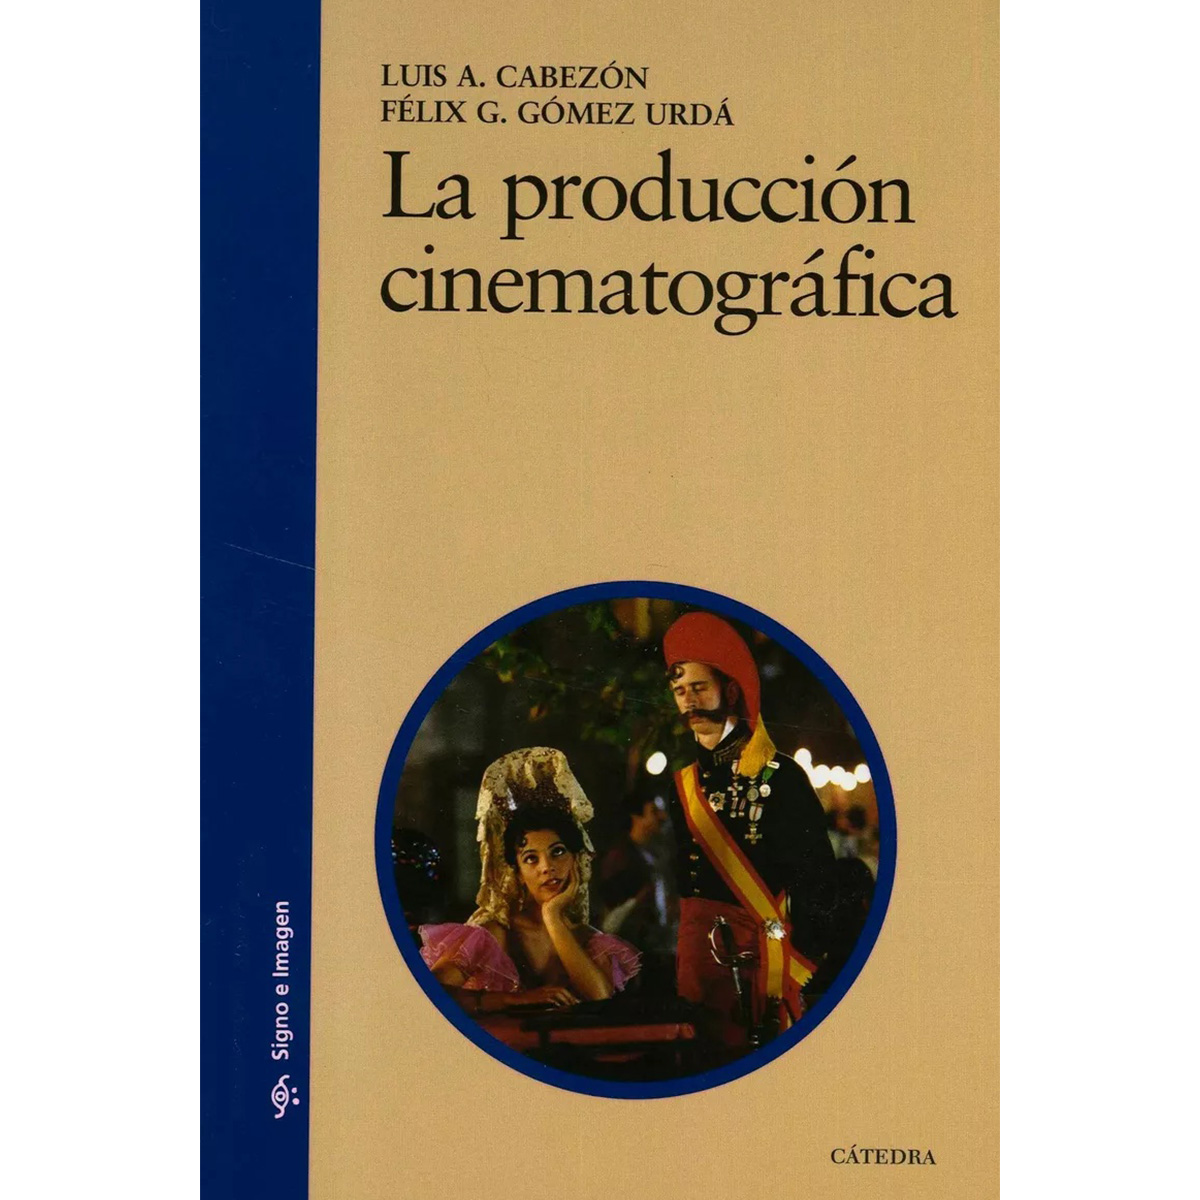 LUIS A. CABEZÓN
FÉLIX G. GÓMEZ URDÁ
La producción
cinematográfica
Signo e Imagen
CÁTEDRA